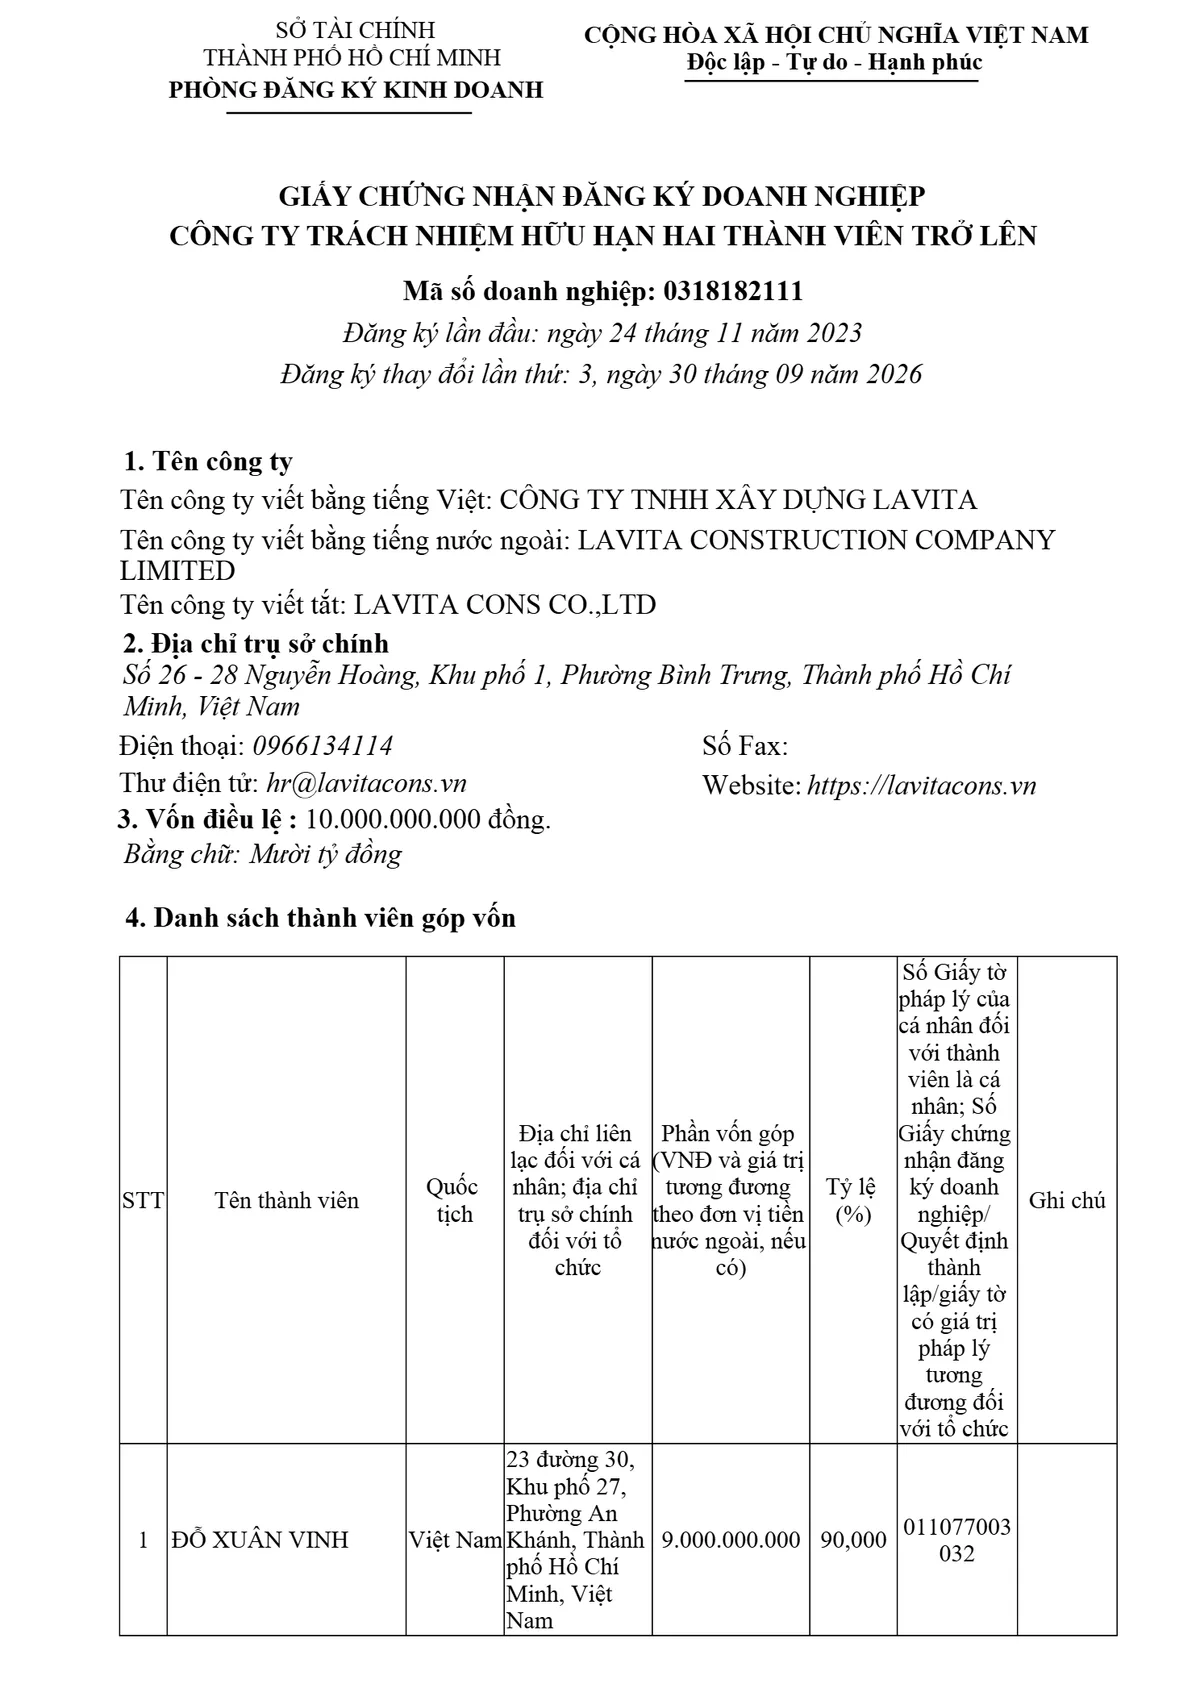 SỞ TÀI CHÍNH
THÀNH PHỐ HỒ CHÍ MINH
PHÒNG ĐĂNG KÝ KINH DOANH
CỘNG HÒA XÃ HỘI CHỦ NGHĨA VIỆT NAM
Độc lập - Tự do - Hạnh phúc
GIẤY CHỨNG NHẬN ĐĂNG KÝ DOANH NGHIỆP
CÔNG TY TRÁCH NHIỆM HỮU HẠN HAI THÀNH VIÊN TRỞ LÊN
Mã số doanh nghiệp: 0318182111
Đăng ký lần đầu: ngày 24 tháng 11 năm 2023
Đăng ký thay đổi lần thứ: 3, ngày 30 tháng 09 năm 2026
1. Tên công ty
Tên công ty viết bằng tiếng Việt: CÔNG TY TNHH XÂY DỰNG LAVITA
Tên công ty viết bằng tiếng nước ngoài: LAVITA CONSTRUCTION COMPANY
LIMITED
Tên công ty viết tắt: LAVITA CONS CO.,LTD
2. Địa chỉ trụ sở chính
Số 26 - 28 Nguyễn Hoàng, Khu phố 1, Phường Bình Trưng, Thành phố Hồ Chí
Minh, Việt Nam
Điện thoại: 0966134114
Số Fax:
Thư điện tử: hr@lavitacons.vn
Website: https://lavitacons.vn
3. Vốn điều lệ : 10.000.000.000 đồng.
Bằng chữ: Mười tỷ đồng
4. Danh sách thành viên góp vốn
STT
Tên thành viên
Quốc
tịch
Địa chỉ liên
lạc đối với cá
nhân; địa chỉ
trụ sở chính
đối với tổ
chức
Phần vốn góp
(VNĐ và giá trị
tương đương
theo đơn vị tiền
nước ngoài, nếu
có)
Tỷ lệ
(%)
Số Giấy tờ
pháp lý của
cá nhân đối
với thành
viên là cá
nhân; Số
Giấy chứng
nhận đăng
ký doanh
nghiệp/
Quyết định
thành
lập/giấy tờ
có giá trị
pháp lý
tương
đương đối
với tổ chức
Ghi chú
1
ĐỖ XUÂN VINH
Việt Nam
23 đường 30,
Khu phố 27,
Phường An
Khánh, Thành
phố Hồ Chí
Minh, Việt
Nam
9.000.000.000
90,000
011077003
032